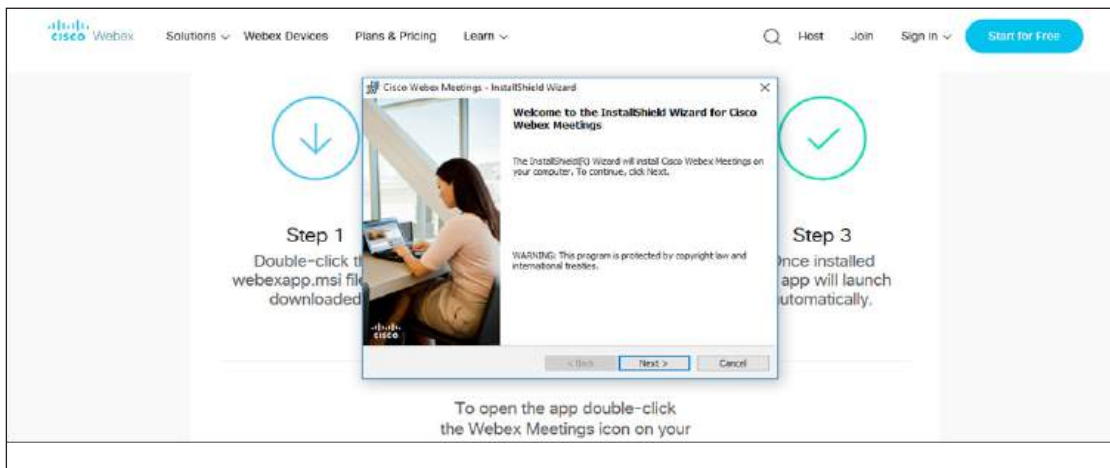 cisco Webex
Solutions Webex Devices Plans & Pricing Learn Host Join Sign in Start for Free
Cisco Webex Meetings - InstallShield Wizard
Welcome to the InstallShield Wizard for Cisco
Webex Meetings
The InstallShield(R) Wizard will install Cisco Webex Meetings on
your computer. To continue, click Next.
WARNING: This program is protected by copyright law and
international treaties.
cisco
< Back Next > Cancel
Step 1
Double-click
webexapp.msi
downloaded
Step 3
installed
app will launch
automatically.
To open the app double-click
the Webex Meetings icon on your